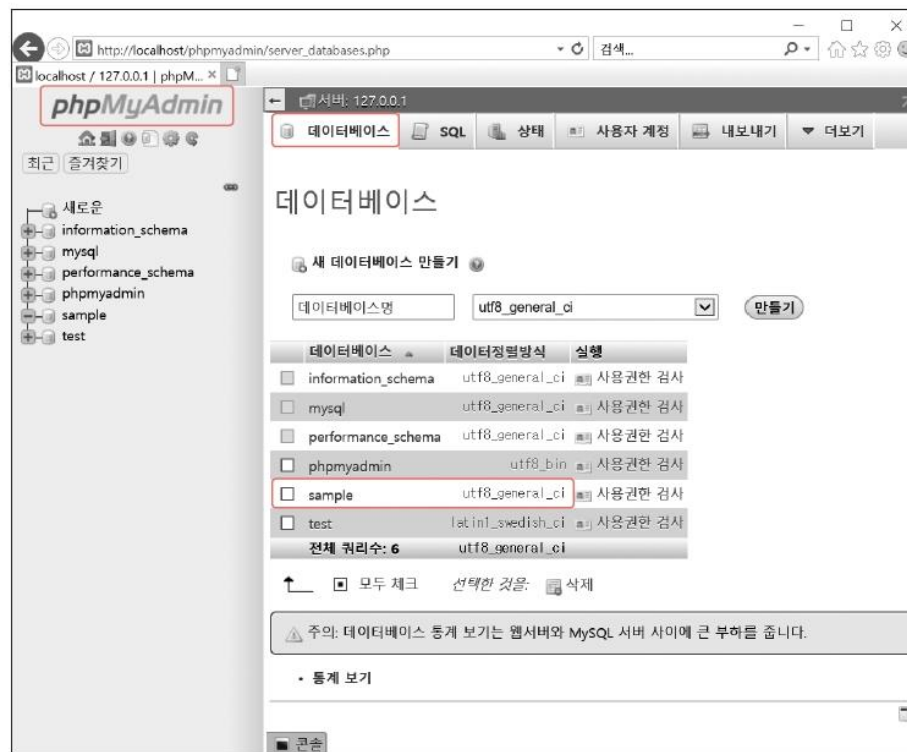 http://localhost/phpmyadmin/server_databases.php
검색...
localhost / 127.0.0.1 | phpM...
phpMyAdmin
최근 즐겨찾기
새로운
information_schema
mysql
performance_schema
phpmyadmin
sample
test
서버: 127.0.0.1
데이터베이스 SQL 상태 사용자 계정 내보내기 더보기
데이터베이스
새 데이터베이스 만들기
데이터베이스명 utf8_general_ci 만들기
데이터베이스 데이터정렬방식 실행
information_schema utf8_general_ci 사용권한 검사
mysql utf8_general_ci 사용권한 검사
performance_schema utf8_general_ci 사용권한 검사
phpmyadmin utf8_bin 사용권한 검사
sample utf8_general_ci 사용권한 검사
test latin1_swedish_ci 사용권한 검사
전체 쿼리수: 6 utf8_general_ci
모두 체크 선택한 것을: 삭제
주의: 데이터베이스 통계 보기는 웹서버와 MySQL 서버 사이에 큰 부하를 줍니다.
• 통계 보기
콘솔